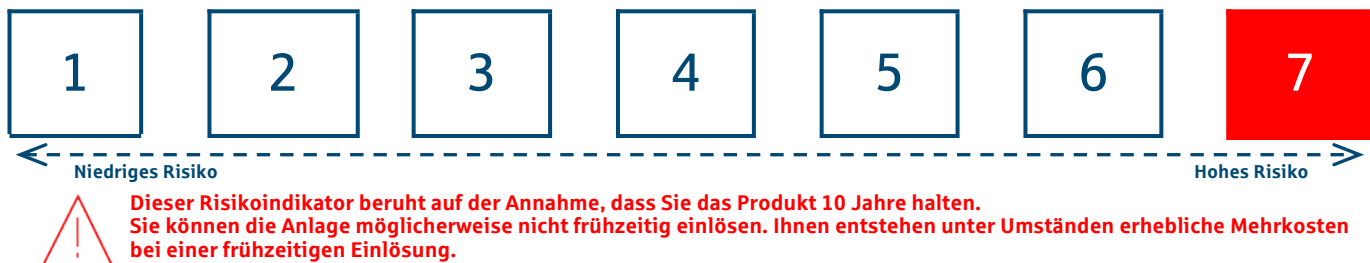 1 2 3 4 5 6 7
Niedriges Risiko Hohes Risiko
Dieser Risikoindikator beruht auf der Annahme, dass Sie das Produkt 10 Jahre halten.
Sie können die Anlage möglicherweise nicht frühzeitig einlösen. Ihnen entstehen unter Umständen erhebliche Mehrkosten
bei einer frühzeitigen Einlösung.